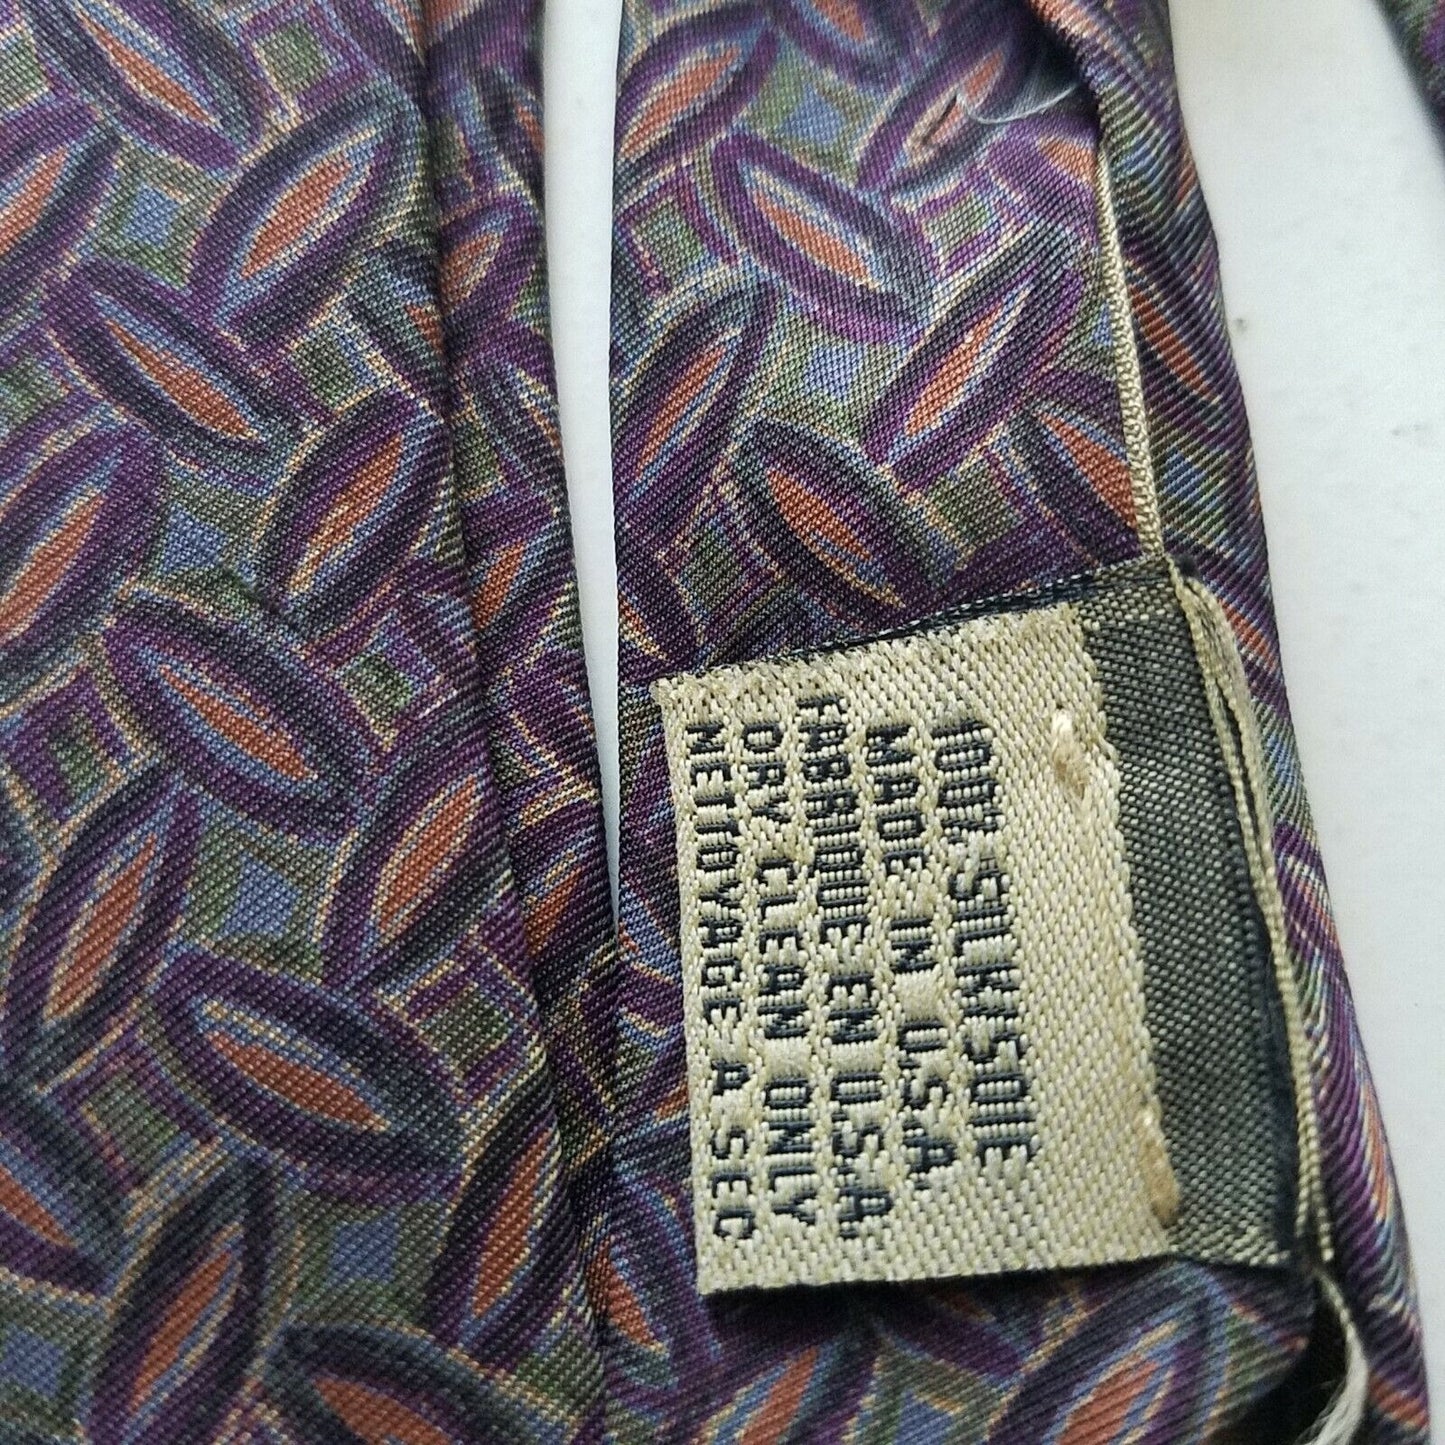 100% SILK/SOIE
MADE IN U.S.A.
FABRIQUE EN U.S.A.
DRY CLEAN ONLY
NETTOYAGE A SEC